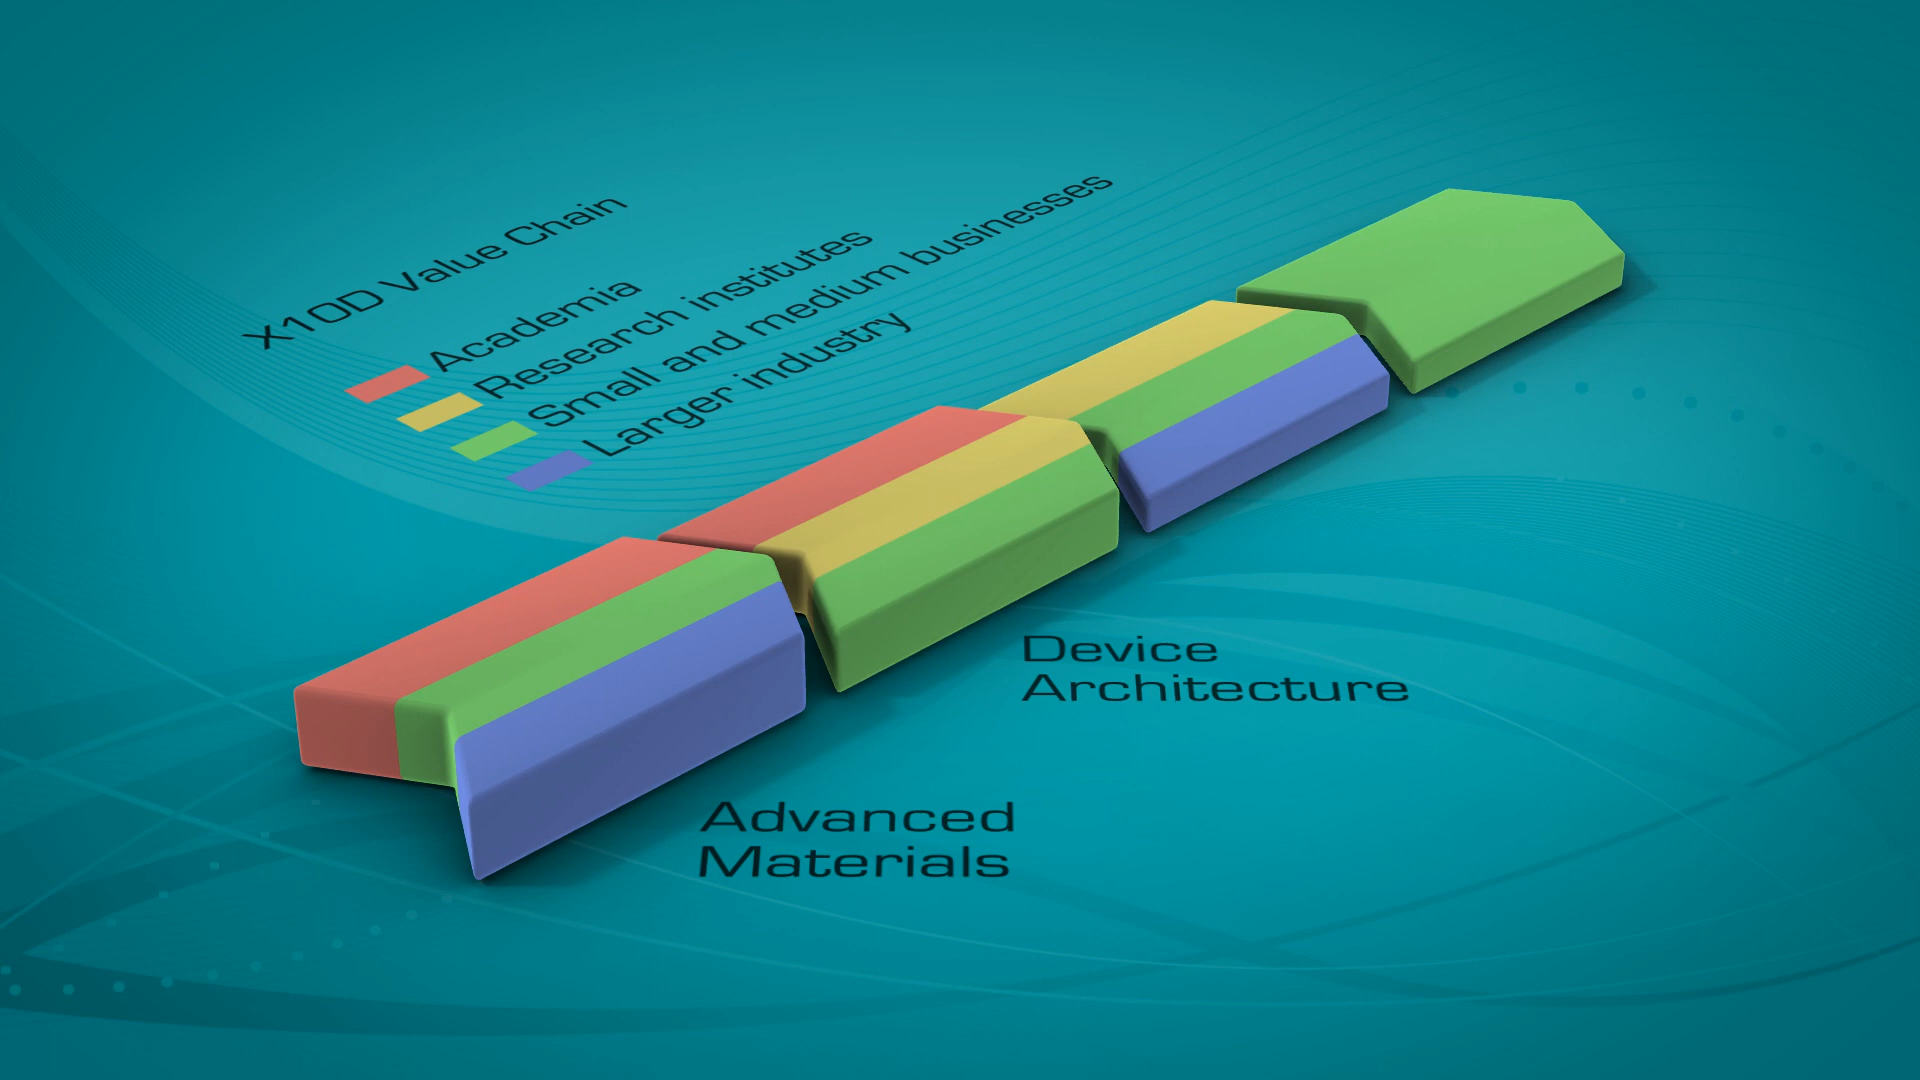 X10D Value Chain
Academia
Research institutes
Small and medium businesses
Larger industry
Device
Architecture
Advanced
Materials